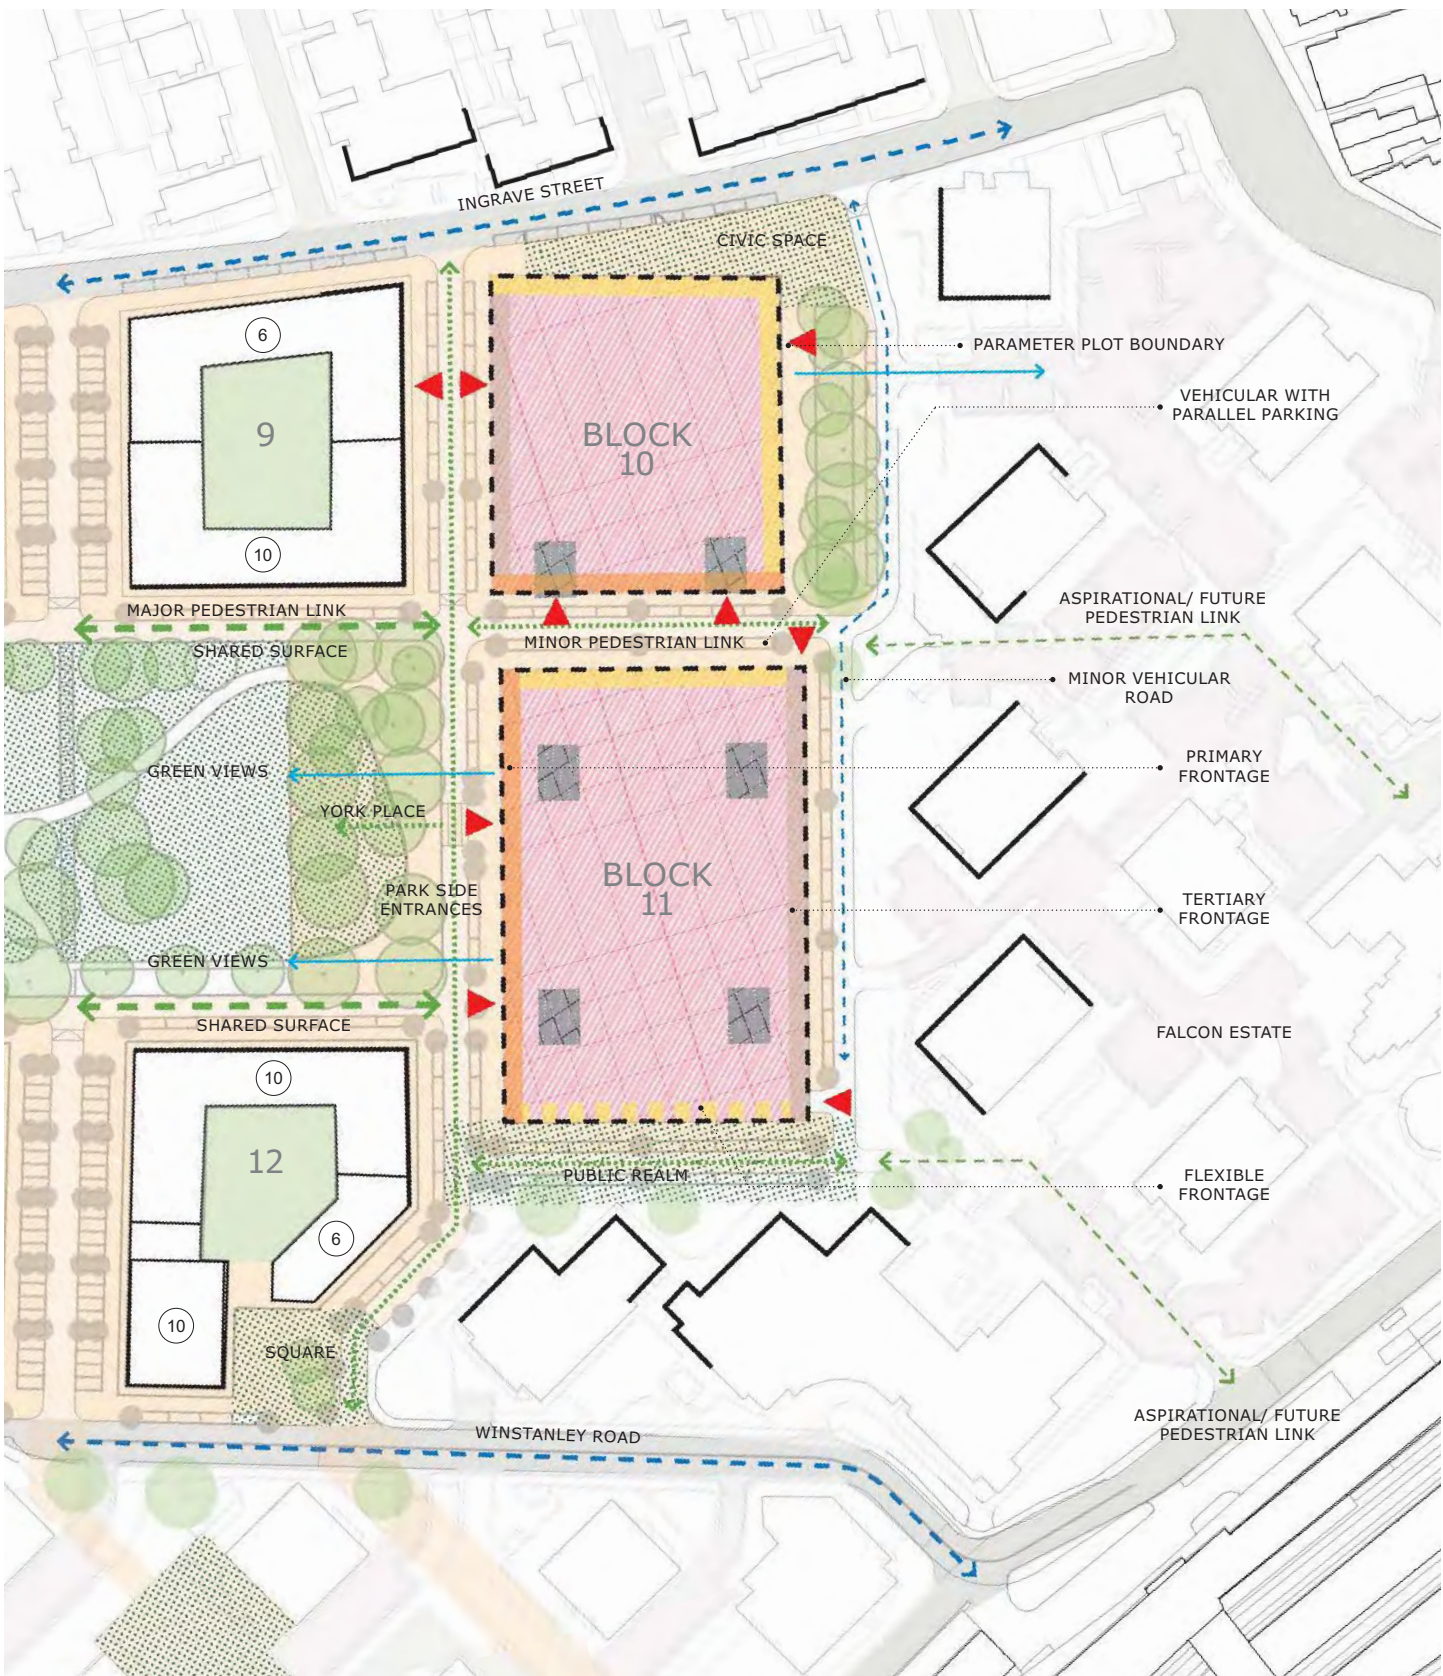 INGRAVE STREET
CIVIC SPACE
6
PARAMETER PLOT BOUNDARY
9
BLOCK
10
VEHICULAR WITH
PARALLEL PARKING
10
MAJOR PEDESTRIAN LINK
SHARED SURFACE
MINOR PEDESTRIAN LINK
ASPIRATIONAL/ FUTURE
PEDESTRIAN LINK
MINOR VEHICULAR
ROAD
GREEN VIEWS
PRIMARY
FRONTAGE
YORK PLACE
BLOCK
11
PARK SIDE
ENTRANCES
TERTIARY
FRONTAGE
GREEN VIEWS
SHARED SURFACE
FALCON ESTATE
10
12
PUBLIC REALM
FLEXIBLE
FRONTAGE
6
10
SQUARE
WINSTANLEY ROAD
ASPIRATIONAL/ FUTURE
PEDESTRIAN LINK